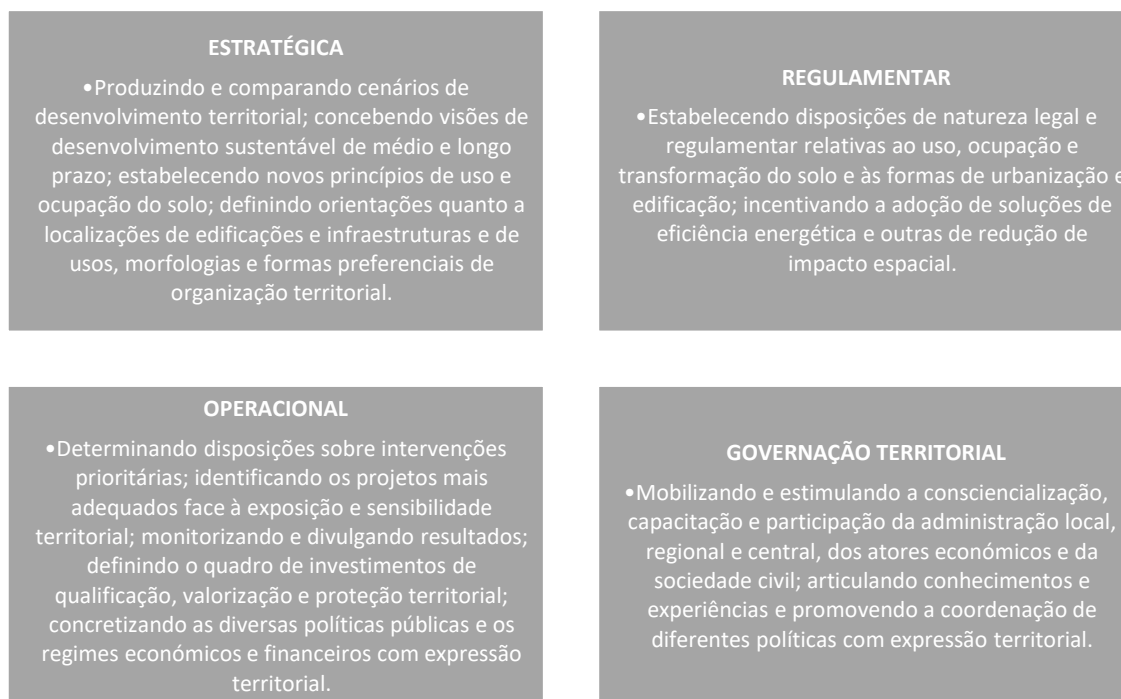 ESTRATÉGICA
•Produzindo e comparando cenários de
desenvolvimento territorial; concebendo visões de
desenvolvimento sustentável de médio e longo
prazo; estabelecendo novos princípios de uso e
ocupação do solo; definindo orientações quanto a
localizações de edificações e infraestruturas e de
usos, morfologias e formas preferenciais de
organização territorial.
REGULAMENTAR
•Estabelecendo disposições de natureza legal e
regulamentar relativas ao uso, ocupação e
transformação do solo e às formas de urbanização e
edificação; incentivando a adoção de soluções de
eficiência energética e outras de redução de
impacto espacial.
OPERACIONAL
•Determinando disposições sobre intervenções
prioritárias; identificando os projetos mais
adequados face à exposição e sensibilidade
territorial; monitorizando e divulgando resultados;
definindo o quadro de investimentos de
qualificação, valorização e proteção territorial;
concretizando as diversas políticas públicas e os
regimes económicos e financeiros com expressão
territorial.
GOVERNAÇÃO TERRITORIAL
•Mobilizando e estimulando a consciencialização,
capacitação e participação da administração local,
regional e central, dos atores económicos e da
sociedade civil; articulando conhecimentos e
experiências e promovendo a coordenação de
diferentes políticas com expressão territorial.